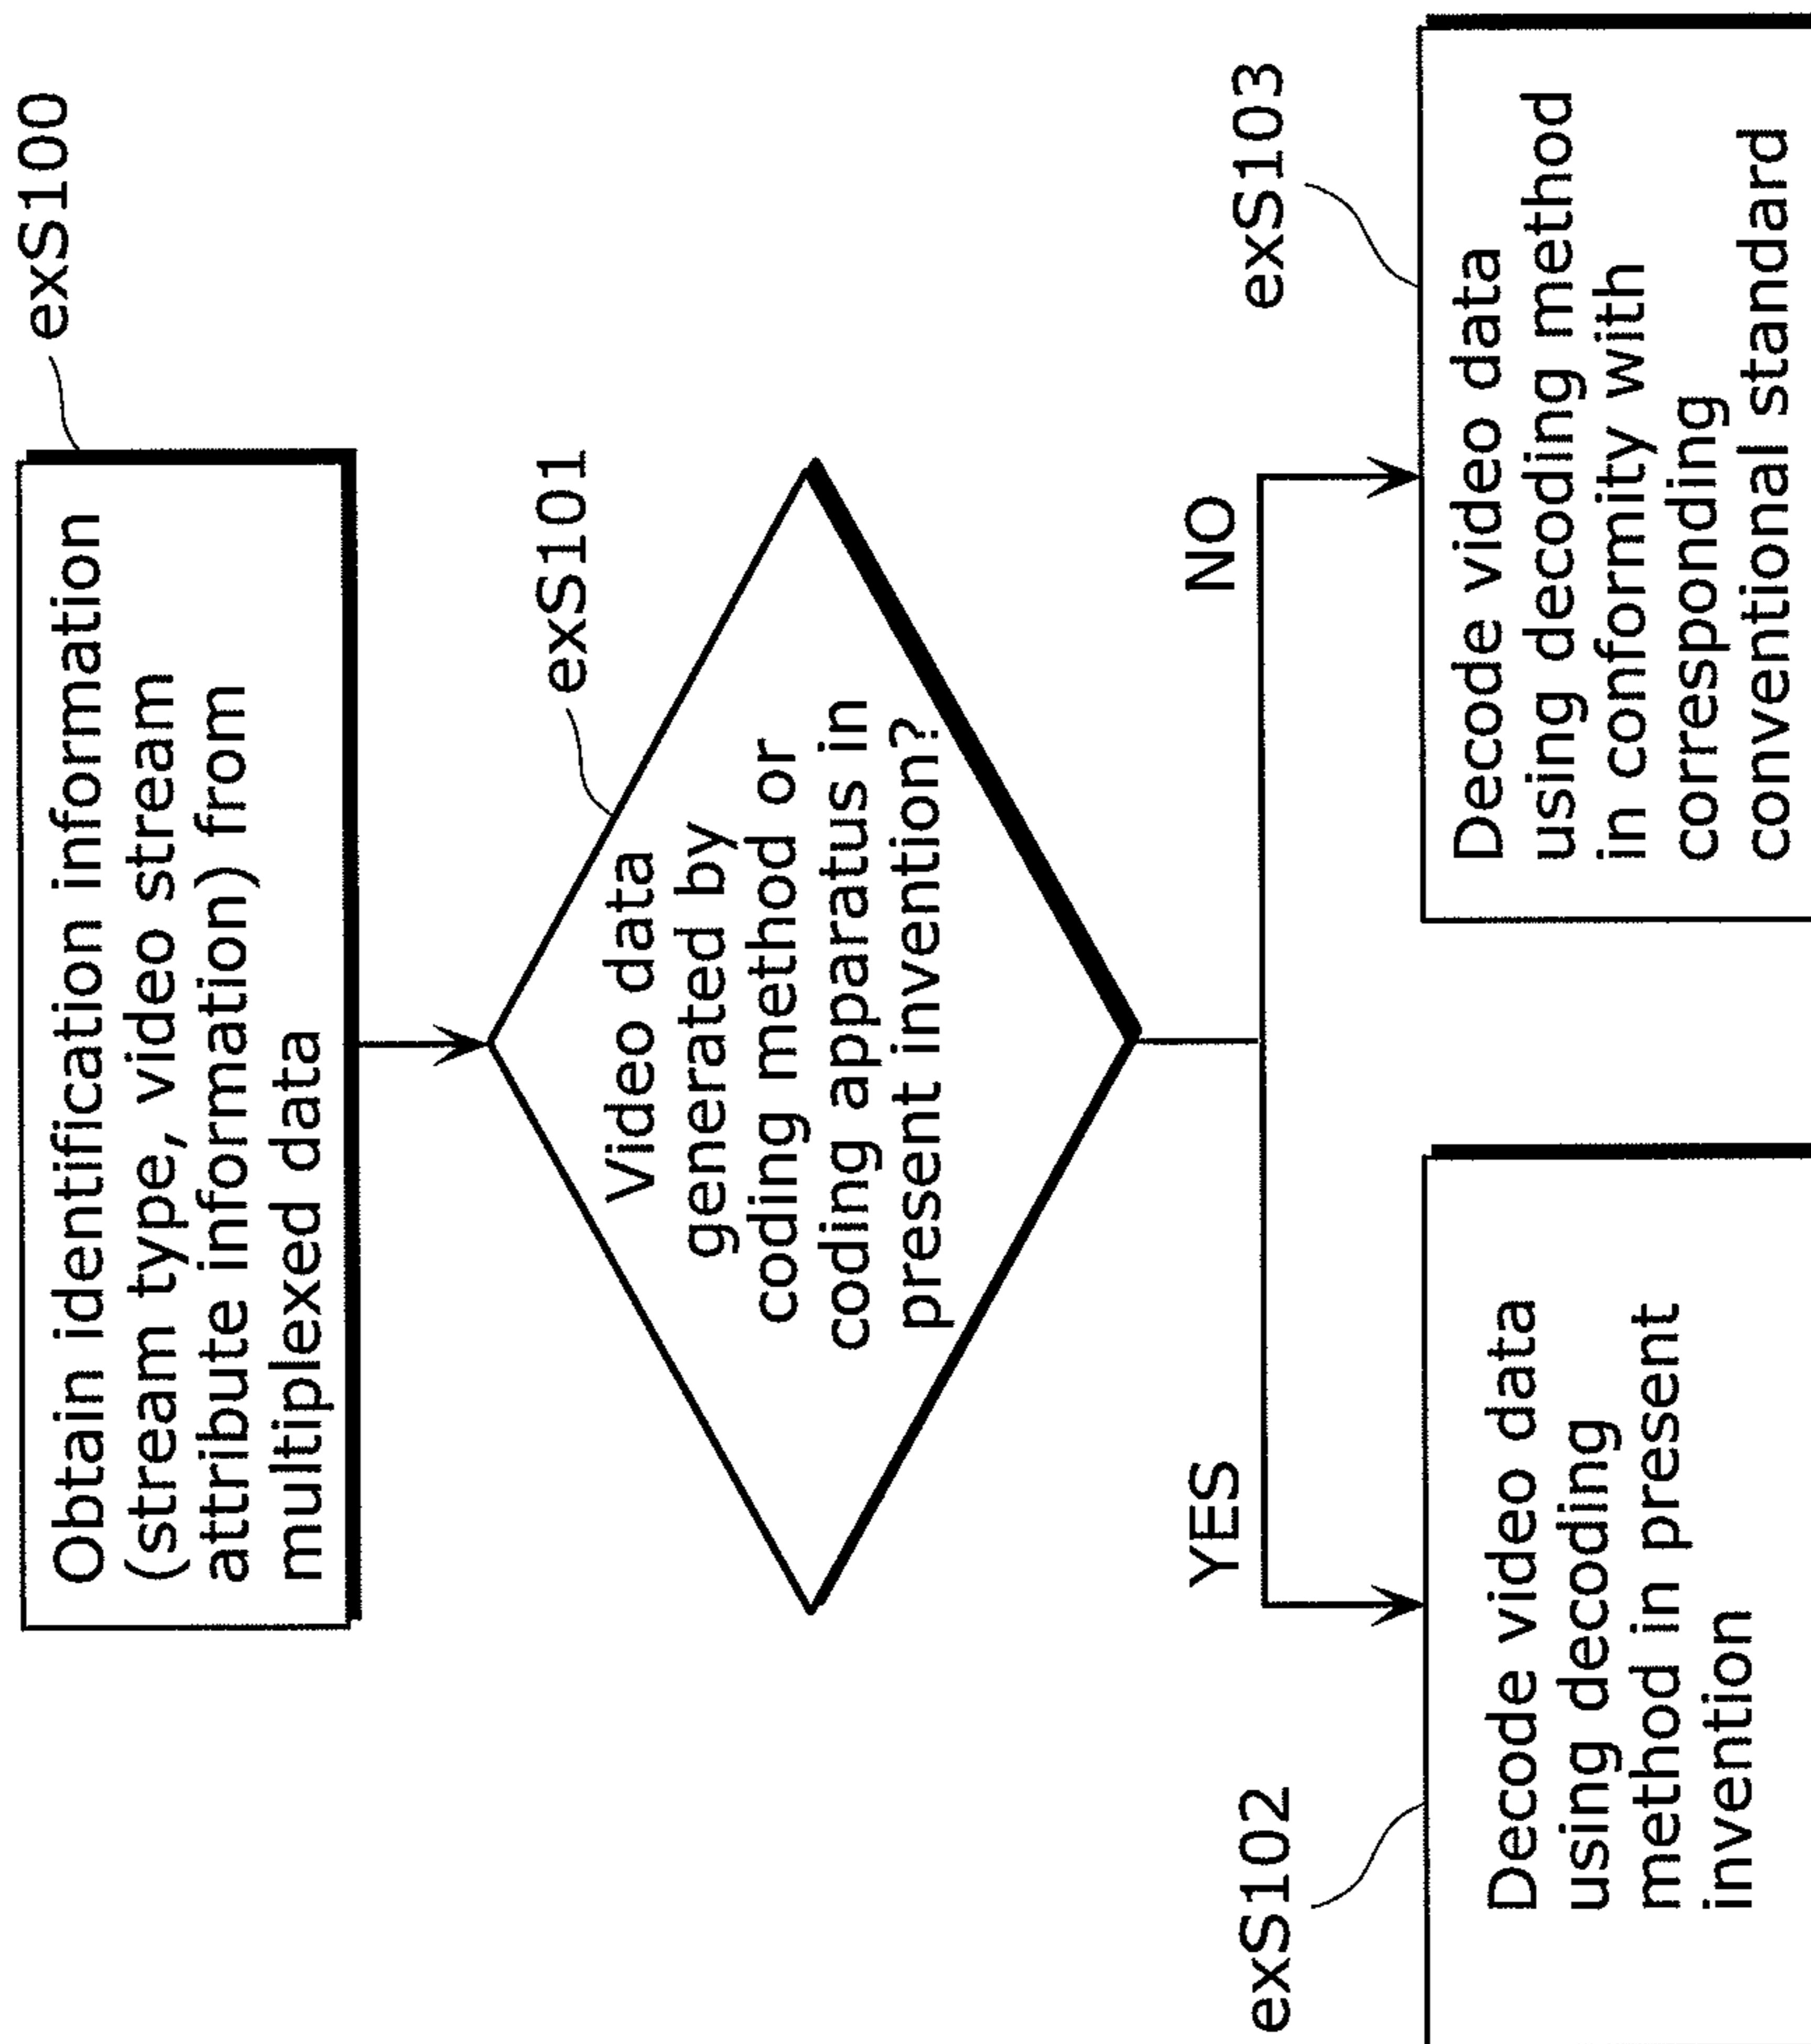 exS100
Obtain identification information
(stream type, video stream
attribute information) from
multiplexed data
exS101
Video data
generated by
coding method or
coding apparatus in
present invention?
YES
NO
exS102
Decode video data
using decoding
method in present
invention
exS103
Decode video data
using decoding method
in conformity with
corresponding
conventional standard